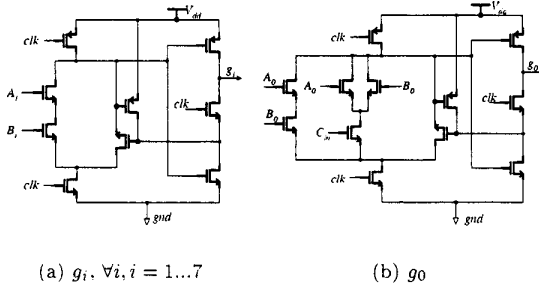 V_dd
clk
g_i
A_i
clk
B_i
clk
gnd
(a) g_i, ∀i, i = 1...7
clk
g_0
A_0
A_0
B_0
clk
B_0
C_in
clk
gnd
(b) g_0